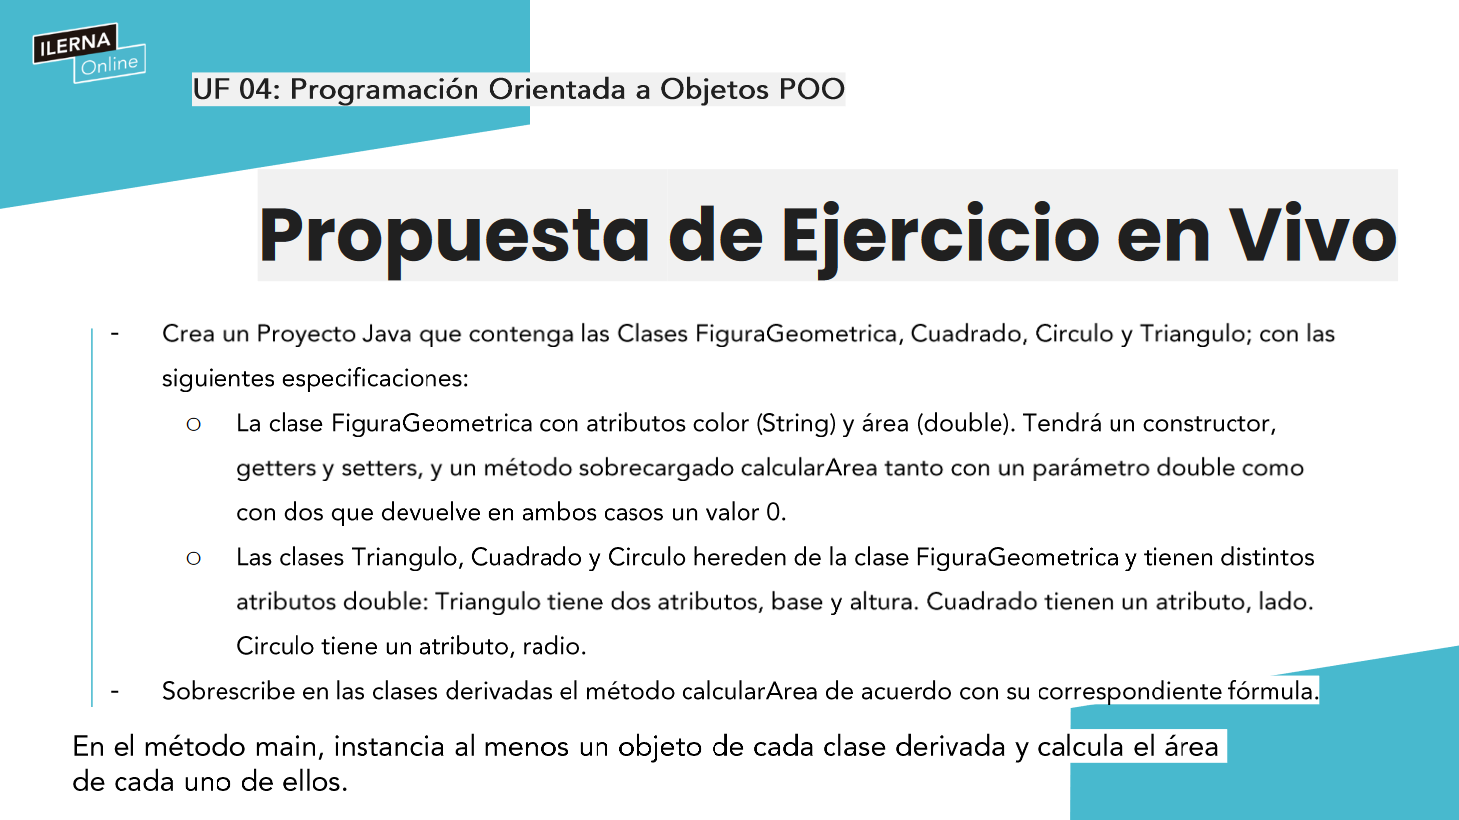 ILERNA
Online
UF 04: Programación Orientada a Objetos POO
Propuesta de Ejercicio en Vivo
- Crea un Proyecto Java que contenga las Clases FiguraGeometrica, Cuadrado, Circulo y Triangulo; con las
siguientes especificaciones:
○ La clase FiguraGeometrica con atributos color (String) y área (double). Tendrá un constructor,
getters y setters, y un método sobrecargado calcularArea tanto con un parámetro double como
con dos que devuelve en ambos casos un valor 0.
○ Las clases Triangulo, Cuadrado y Circulo hereden de la clase FiguraGeometrica y tienen distintos
atributos double: Triangulo tiene dos atributos, base y altura. Cuadrado tienen un atributo, lado.
Circulo tiene un atributo, radio.
- Sobrescribe en las clases derivadas el método calcularArea de acuerdo con su correspondiente fórmula.
En el método main, instancia al menos un objeto de cada clase derivada y calcula el área
de cada uno de ellos.